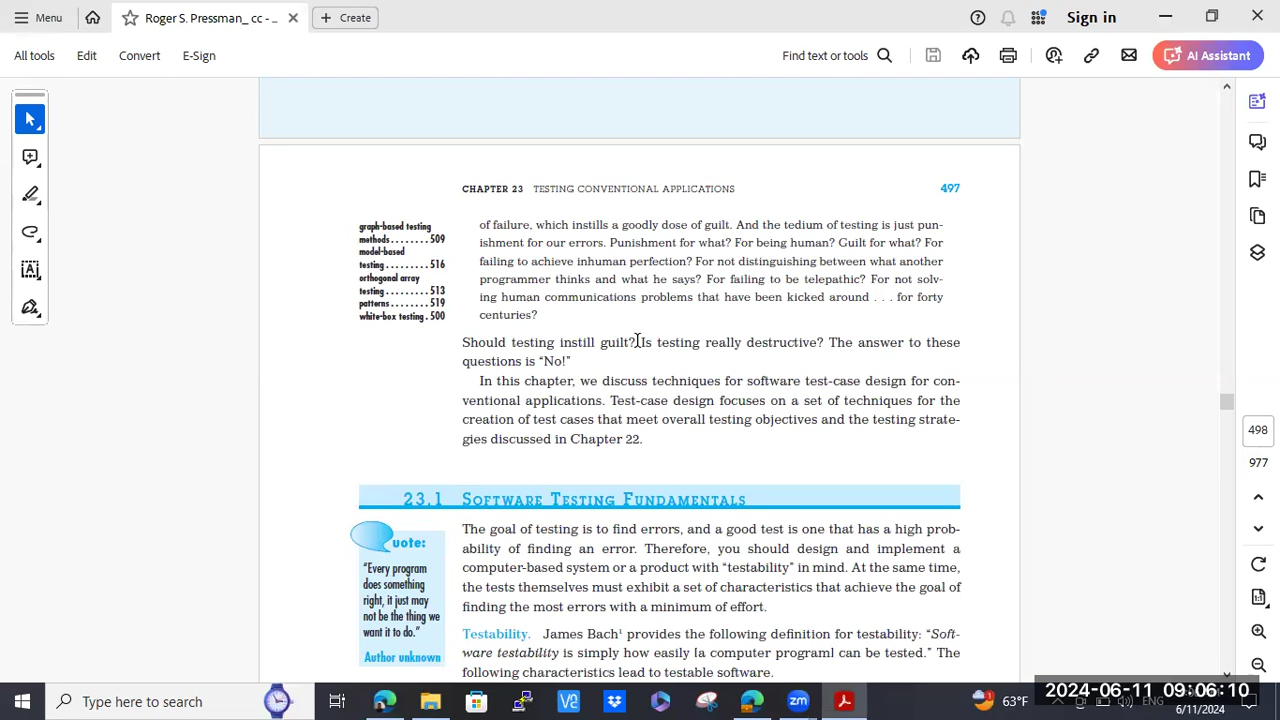 Menu
Roger S. Pressman_ cc - ...
Create
Sign in
All tools
Edit
Convert
E-Sign
Find text or tools
AI Assistant
CHAPTER 23 TESTING CONVENTIONAL APPLICATIONS
497
graph-based testing
methods........509
model-based
testing.........516
orthogonal array
testing.........513
patterns.......519
white-box testing.500
of failure, which instills a goodly dose of guilt. And the tedium of testing is just pun-
ishment for our errors. Punishment for what? For being human? Guilt for what? For
failing to achieve inhuman perfection? For not distinguishing between what another
programmer thinks and what he says? For failing to be telepathic? For not solv-
ing human communications problems that have been kicked around . . . for forty
centuries?
Should testing instill guilt? Is testing really destructive? The answer to these
questions is “No!”
In this chapter, we discuss techniques for software test-case design for con-
ventional applications. Test-case design focuses on a set of techniques for the
creation of test cases that meet overall testing objectives and the testing strate-
gies discussed in Chapter 22.
23.1 SOFTWARE TESTING FUNDAMENTALS
uote:
“Every program
does something
right, it just may
not be the thing we
want it to do.”
Author unknown
The goal of testing is to find errors, and a good test is one that has a high prob-
ability of finding an error. Therefore, you should design and implement a
computer-based system or a product with “testability” in mind. At the same time,
the tests themselves must exhibit a set of characteristics that achieve the goal of
finding the most errors with a minimum of effort.
Testability. James Bach¹ provides the following definition for testability: “Soft-
ware testability is simply how easily [a computer program] can be tested.” The
following characteristics lead to testable software.
498
977
Type here to search
63°F
2024-06-11 09:06:10
6/11/2024